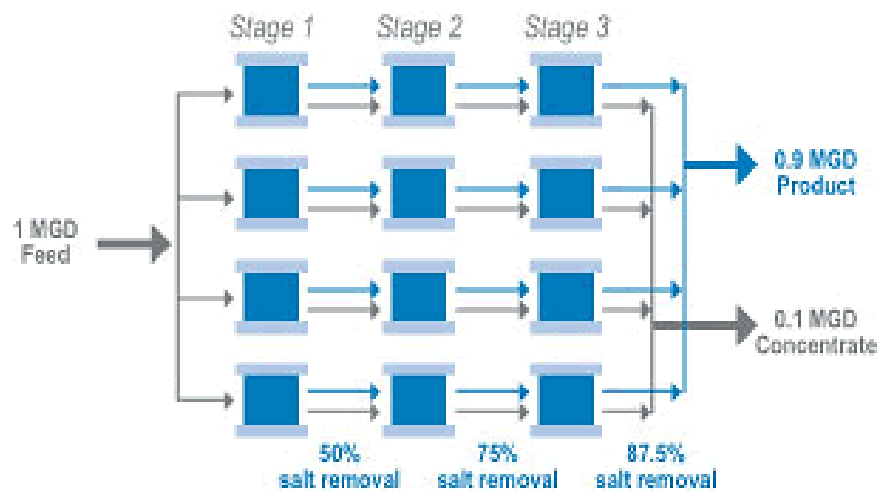 Stage 1 Stage 2 Stage 3
0.9 MGD
Product
1 MGD
Feed
0.1 MGD
Concentrate
50% 75% 87.5%
salt removal salt removal salt removal